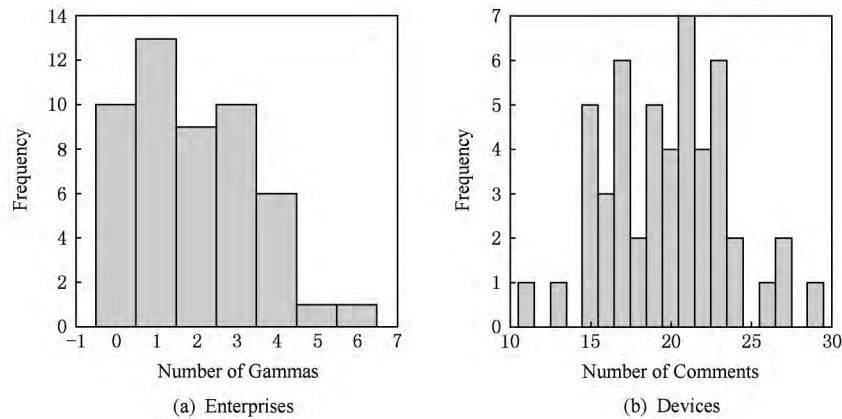 14
12
10
8
6
4
2
0
Frequency
-1 0 1 2 3 4 5 6 7
Number of Gammas
(a) Enterprises
7
6
5
4
3
2
1
0
Frequency
10 15 20 25 30
Number of Comments
(b) Devices